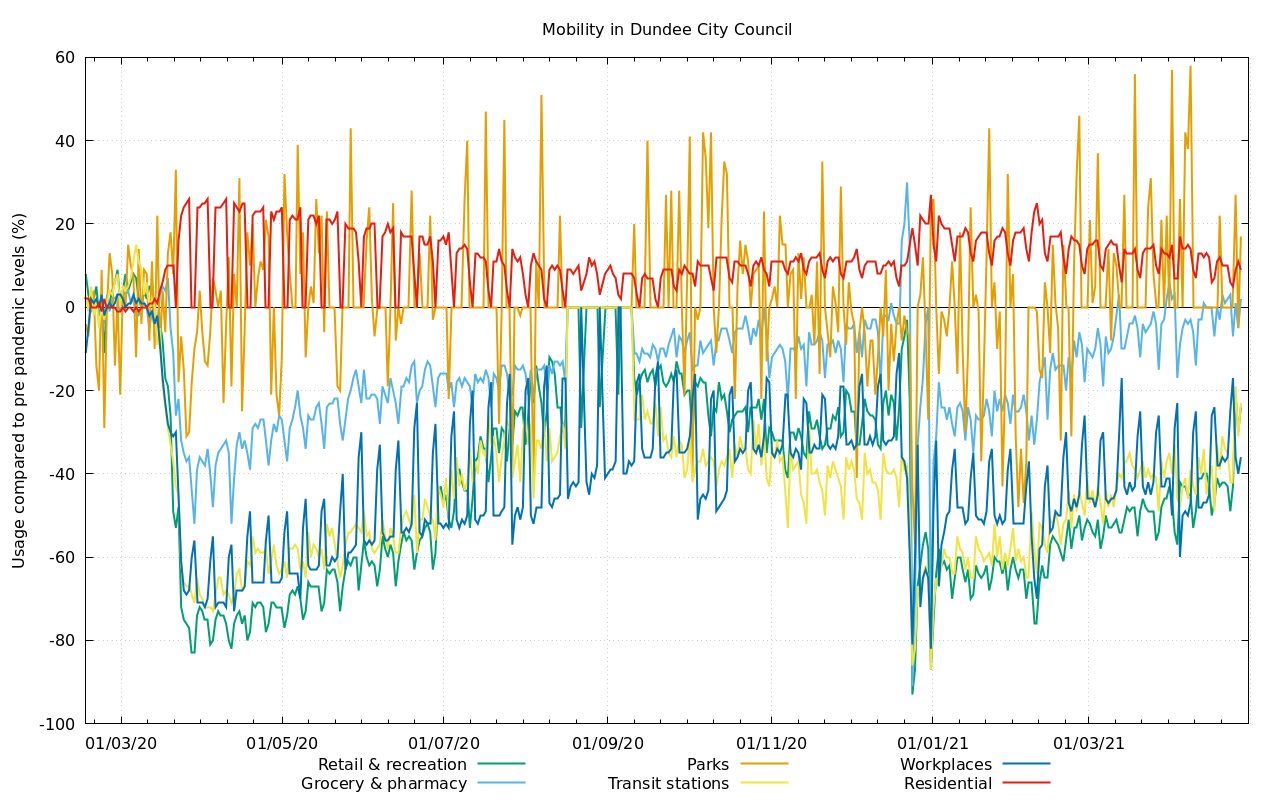 Mobility in Dundee City Council
Usage compared to pre pandemic levels (%)
60
40
20
0
-20
-40
-60
-80
-100
01/03/20 01/05/20 01/07/20 01/09/20 01/11/20 01/01/21 01/03/21
Retail & recreation Parks Workplaces
Grocery & pharmacy Transit stations Residential